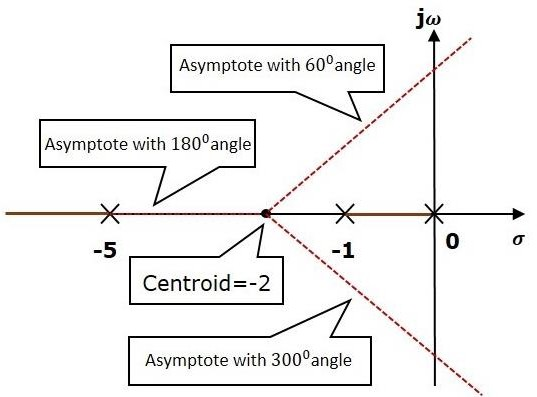 jω
Asymptote with 60⁰angle
Asymptote with 180⁰angle
-5
-1
0
σ
Centroid=-2
Asymptote with 300⁰angle